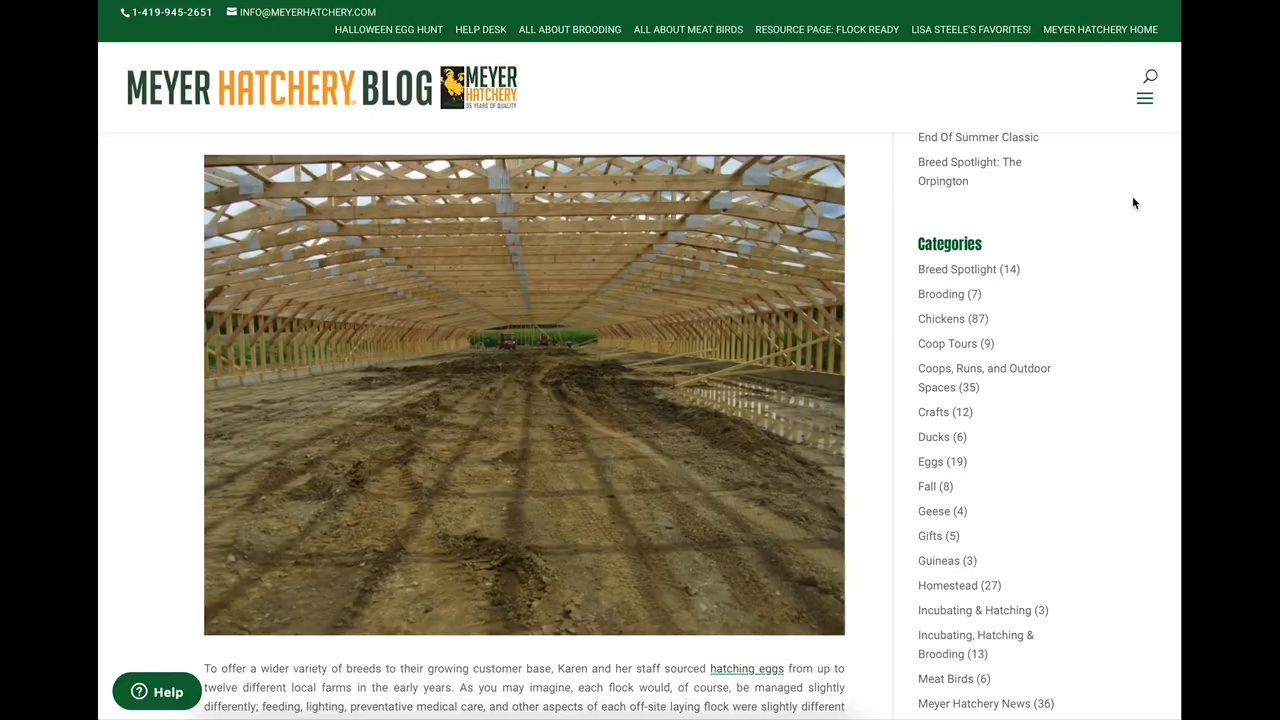 1-419-945-2651 INFO@MEYERHATCHERY.COM
HALLOWEEN EGG HUNT HELP DESK ALL ABOUT BROODING ALL ABOUT MEAT BIRDS RESOURCE PAGE: FLOCK READY LISA STEELE'S FAVORITES! MEYER HATCHERY HOME
MEYER HATCHERY BLOG
MEYER
HATCHERY
35 YEARS OF QUALITY
End Of Summer Classic
Breed Spotlight: The
Orpington
Categories
Breed Spotlight (14)
Brooding (7)
Chickens (87)
Coop Tours (9)
Coops, Runs, and Outdoor
Spaces (35)
Crafts (12)
Ducks (6)
Eggs (19)
Fall (8)
Geese (4)
Gifts (5)
Guineas (3)
Homestead (27)
Incubating & Hatching (3)
Incubating, Hatching &
Brooding (13)
Meat Birds (6)
Meyer Hatchery News (36)
To offer a wider variety of breeds to their growing customer base, Karen and her staff sourced hatching eggs from up to
twelve different local farms in the early years. As you may imagine, each flock would, of course, be managed slightly
differently; feeding, lighting, preventative medical care, and other aspects of each off-site laying flock were slightly different
Help